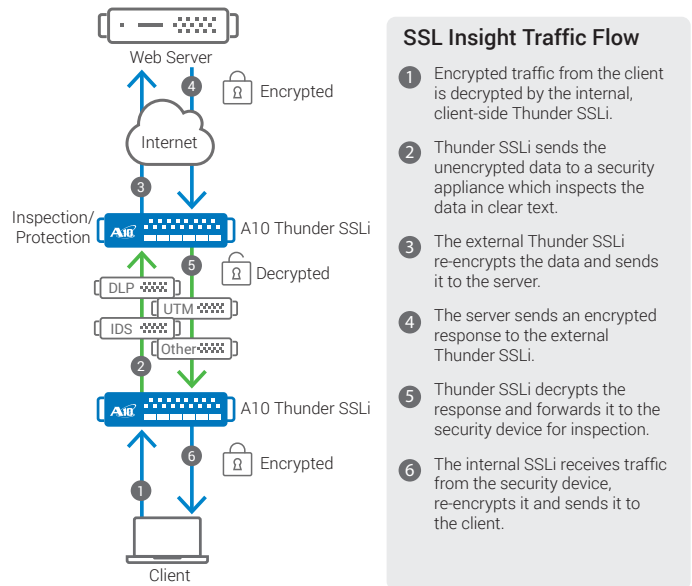 Web Server
4
Encrypted
Internet
3
Inspection/
Protection
A10
A10 Thunder SSLi
5
Decrypted
DLP
UTM
IDS
Other
2
A10
A10 Thunder SSLi
6
Encrypted
1
Client
SSL Insight Traffic Flow
1 Encrypted traffic from the client
is decrypted by the internal,
client-side Thunder SSLi.
2 Thunder SSLi sends the
unencrypted data to a security
appliance which inspects the
data in clear text.
3 The external Thunder SSLi
re-encrypts the data and sends
it to the server.
4 The server sends an encrypted
response to the external
Thunder SSLi.
5 Thunder SSLi decrypts the
response and forwards it to the
security device for inspection.
6 The internal SSLi receives traffic
from the security device,
re-encrypts it and sends it to
the client.